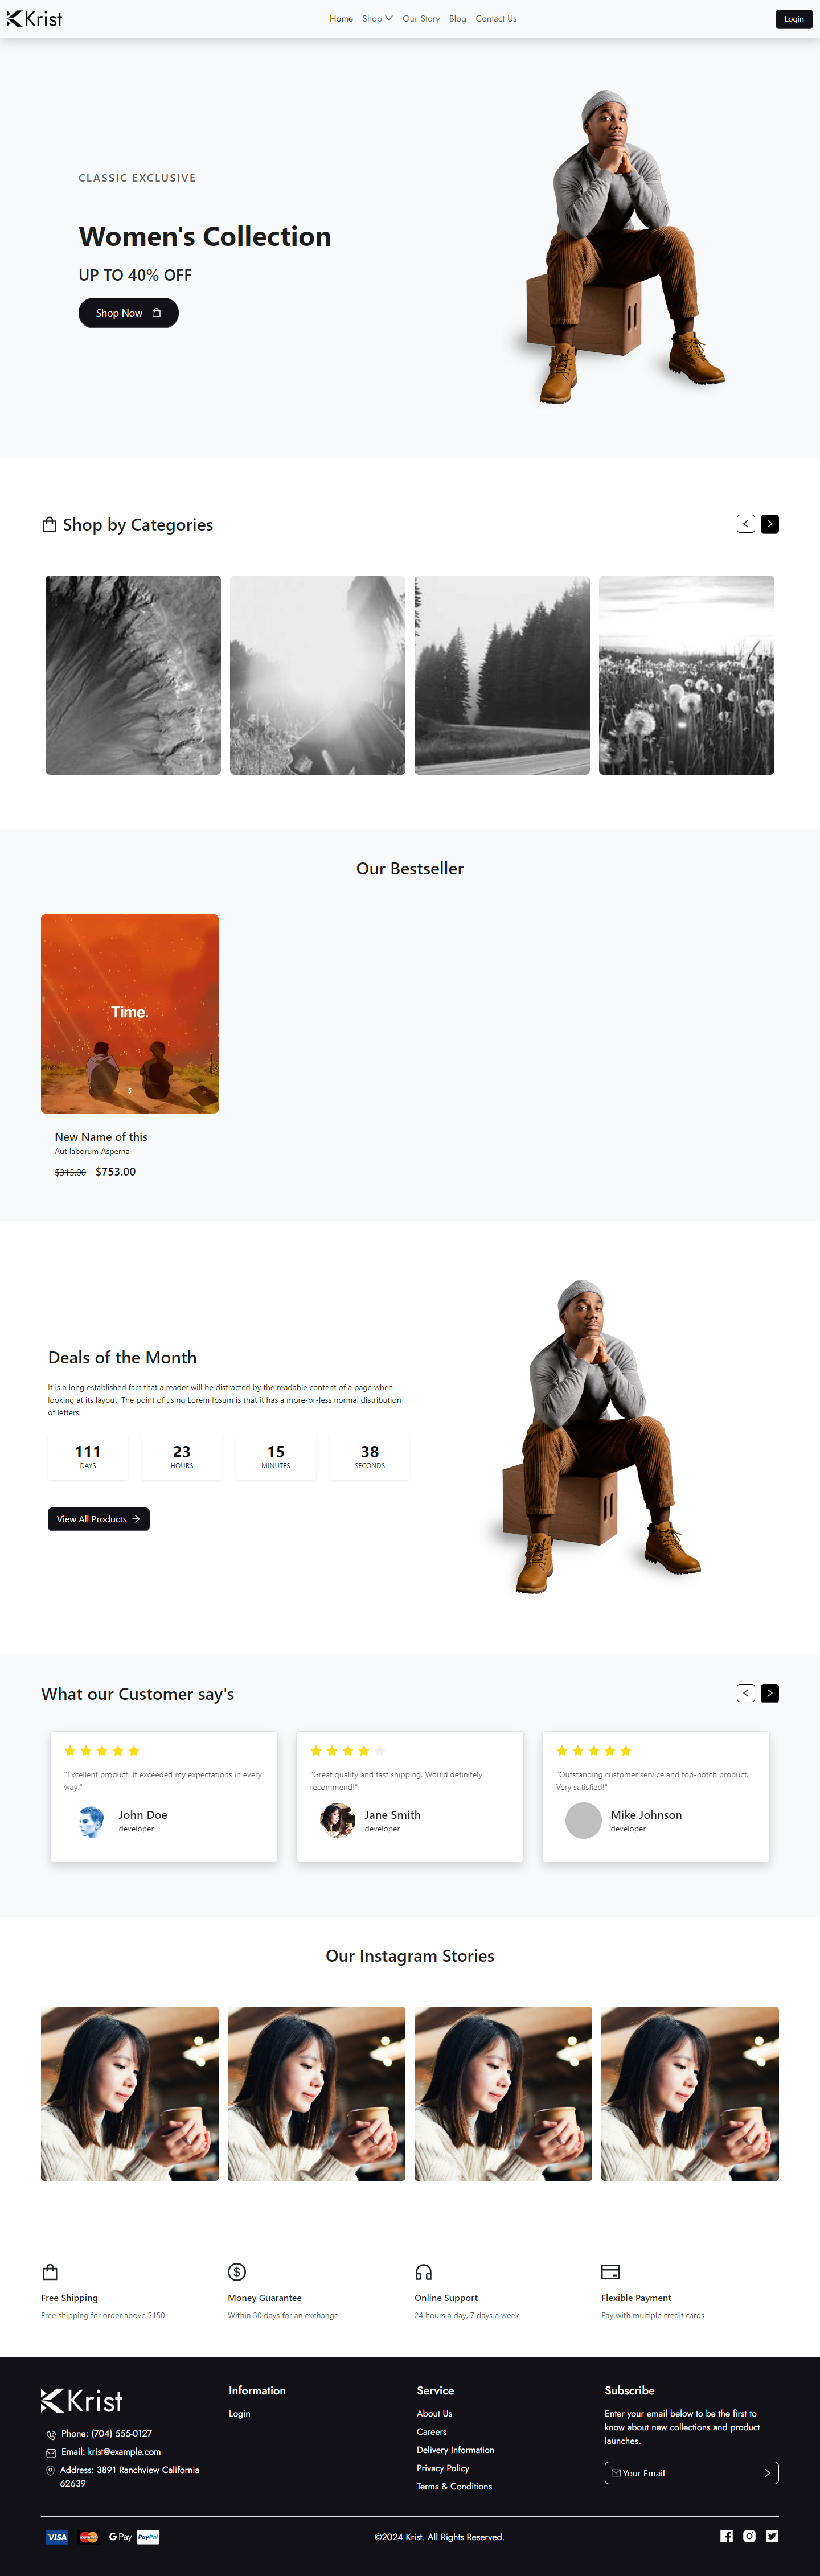 Krist
Home Shop Our Story Blog Contact Us
Login
CLASSIC EXCLUSIVE
Women's Collection
UP TO 40% OFF
Shop Now
Shop by Categories
Our Bestseller
Time.
New Name of this
Aut laborum Asperna
$315.00 $753.00
Deals of the Month
It is a long established fact that a reader will be distracted by the readable content of a page when
looking at its layout. The point of using Lorem Ipsum is that it has a more-or-less normal distribution
of letters.
111 23 15 38
DAYS HOURS MINUTES SECONDS
View All Products
What our Customer say's
"Excellent product! It exceeded my expectations in every
way."
John Doe
developer
"Great quality and fast shipping. Would definitely
recommend!"
Jane Smith
developer
"Outstanding customer service and top-notch product.
Very satisfied!"
Mike Johnson
developer
Our Instagram Stories
Free Shipping
Free shipping for order above $150
Money Guarantee
Within 30 days for an exchange
Online Support
24 hours a day, 7 days a week
Flexible Payment
Pay with multiple credit cards
Krist
Phone: (704) 555-0127
Email: krist@example.com
Address: 3891 Ranchview California
62639
Information
Login
Service
About Us
Careers
Delivery Information
Privacy Policy
Terms & Conditions
Subscribe
Enter your email below to be the first to
know about new collections and product
launches.
Your Email
VISA MasterCard G Pay PayPal
©2024 Krist. All Rights Reserved.